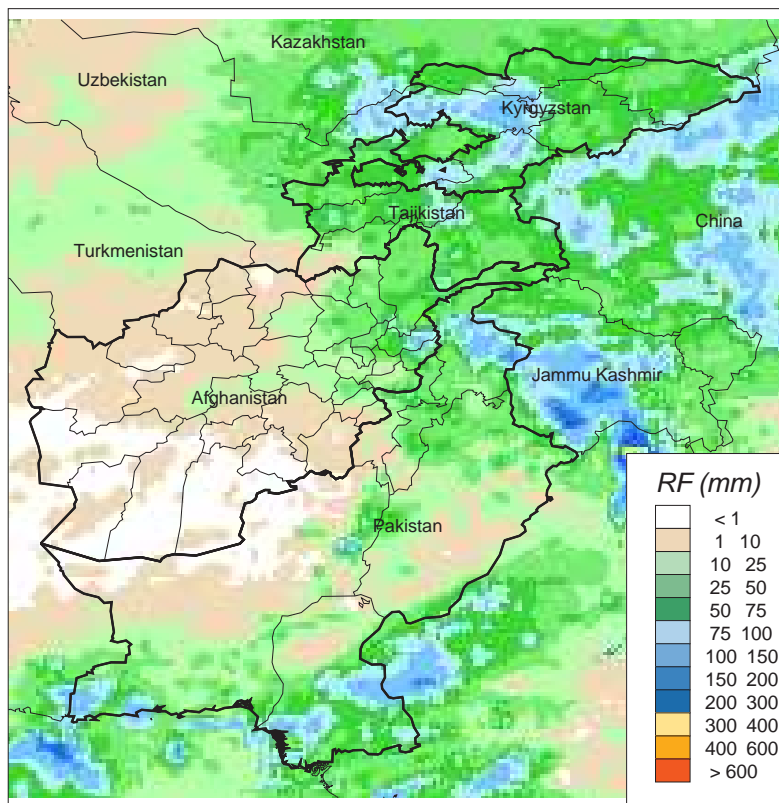 Kazakhstan
Uzbekistan
Kyrgyzstan
Tajikistan
China
Turkmenistan
Jammu Kashmir
Afghanistan
Pakistan
RF (mm)
< 1
1 10
10 25
25 50
50 75
75 100
100 150
150 200
200 300
300 400
400 600
> 600